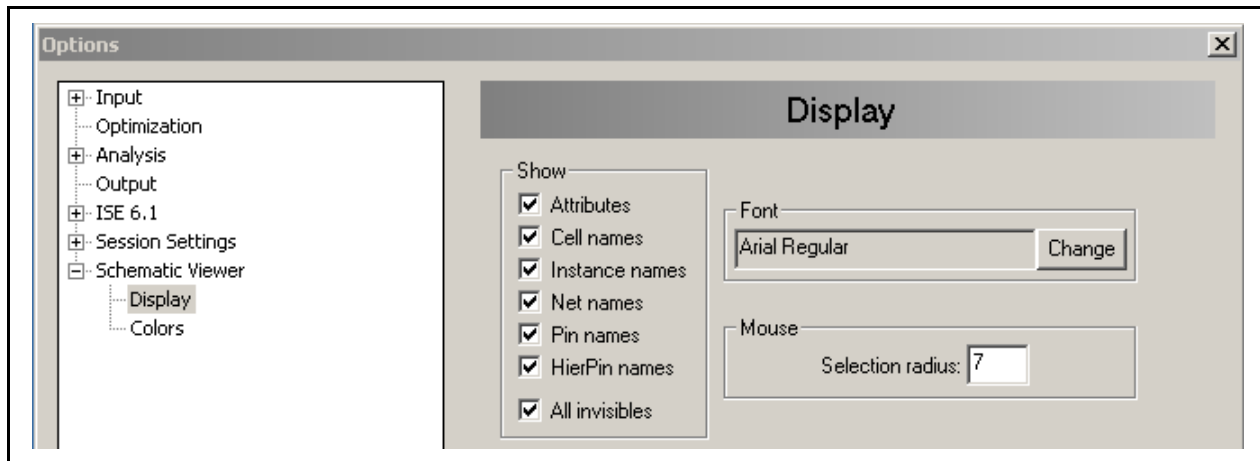 Options
Input
Optimization
Analysis
Output
ISE 6.1
Session Settings
Schematic Viewer
Display
Colors
Display
Show
Attributes
Cell names
Instance names
Net names
Pin names
HierPin names
All invisibles
Font
Arial Regular
Change
Mouse
Selection radius: 7